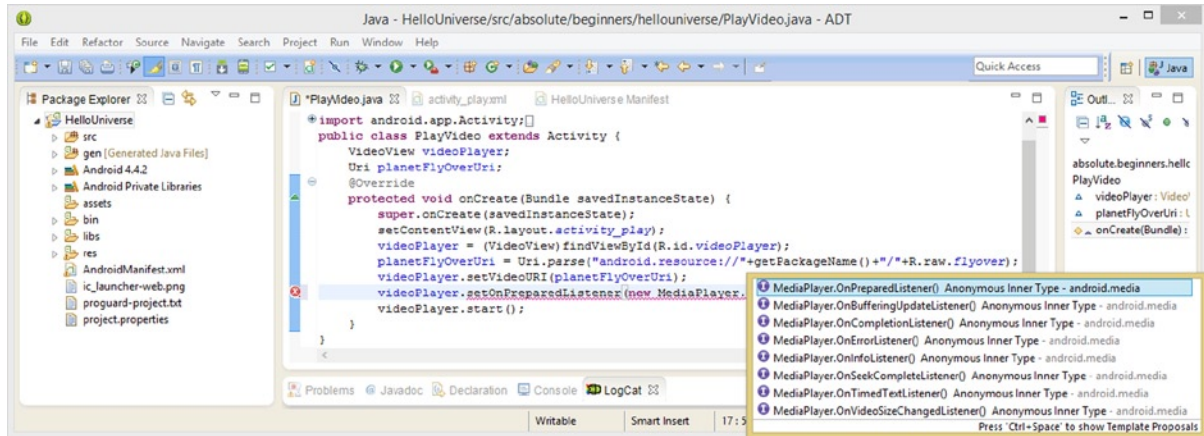 Java - HelloUniverse/src/absolute/beginners/hellouniverse/PlayVideo.java - ADT
File Edit Refactor Source Navigate Search Project Run Window Help
Quick Access
Java
Package Explorer
HelloUniverse
src
gen [Generated Java Files]
Android 4.4.2
Android Private Libraries
assets
bin
libs
res
AndroidManifest.xml
ic_launcher-web.png
proguard-project.txt
project.properties
*PlayVideo.java activity_play.xml HelloUniverse Manifest
import android.app.Activity;
public class PlayVideo extends Activity {
VideoView videoPlayer;
Uri planetFlyOverUri;
@Override
protected void onCreate(Bundle savedInstanceState) {
super.onCreate(savedInstanceState);
setContentView(R.layout.activity_play);
videoPlayer = (VideoView)findViewById(R.id.videoPlayer);
planetFlyOverUri = Uri.parse("android.resource://"+getPackageName()+"/"+R.raw.flyover);
videoPlayer.setVideoURI(planetFlyOverUri);
videoPlayer.setOnPreparedListener(new MediaPlayer.
videoPlayer.start();
}
}
MediaPlayer.OnPreparedListener() Anonymous Inner Type - android.media
MediaPlayer.OnBufferingUpdateListener() Anonymous Inner Type - android.media
MediaPlayer.OnCompletionListener() Anonymous Inner Type - android.media
MediaPlayer.OnErrorListener() Anonymous Inner Type - android.media
MediaPlayer.OnInfoListener() Anonymous Inner Type - android.media
MediaPlayer.OnSeekCompleteListener() Anonymous Inner Type - android.media
MediaPlayer.OnTimedTextListener() Anonymous Inner Type - android.media
MediaPlayer.OnVideoSizeChangedListener() Anonymous Inner Type - android.media
Press 'Ctrl+Space' to show Template Proposals
Outl...
absolute.beginners.hellc
PlayVideo
videoPlayer : Video
planetFlyOverUri : U
onCreate(Bundle) :
Problems Javadoc Declaration Console LogCat
Writable Smart Insert 17 : 5